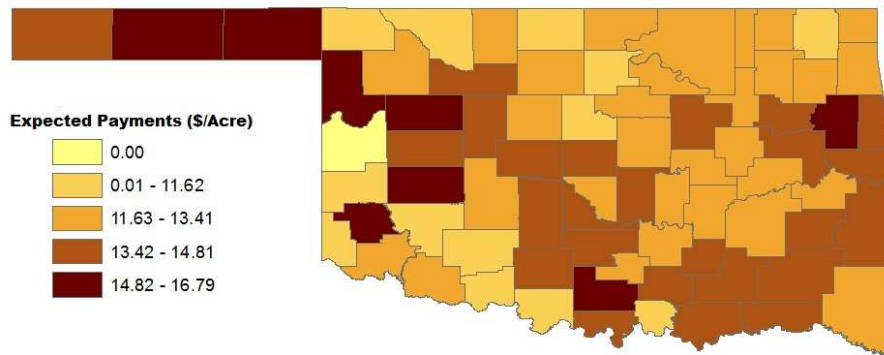 Expected Payments ($/Acre)
0.00
0.01 - 11.62
11.63 - 13.41
13.42 - 14.81
14.82 - 16.79